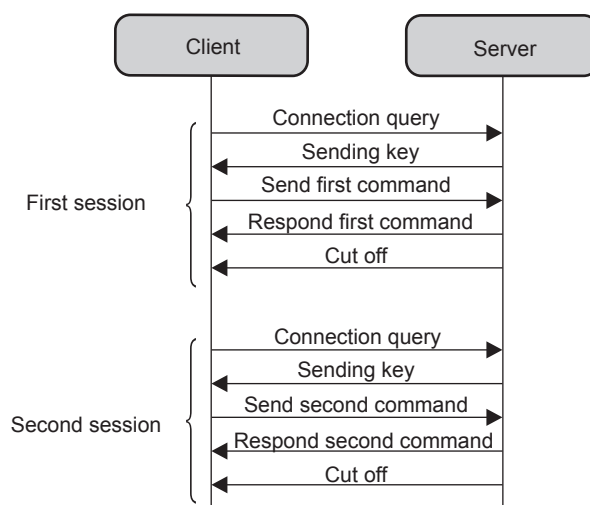 Client
Server
Connection query
Sending key
Send first command
First session
Respond first command
Cut off
Connection query
Sending key
Send second command
Second session
Respond second command
Cut off